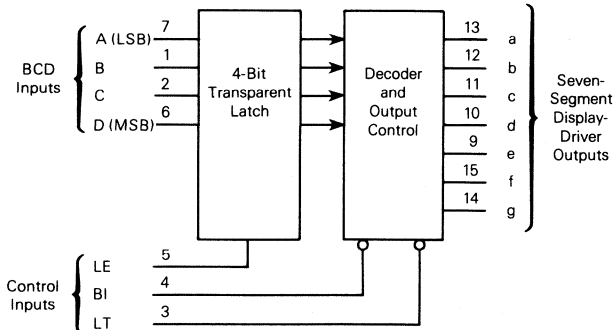 BCD
Inputs
A (LSB) 7
B 1
C 2
D (MSB) 6
4-Bit
Transparent
Latch
Decoder
and
Output
Control
13 a
12 b
11 c
10 d
9 e
15 f
14 g
Seven-
Segment
Display-
Driver
Outputs
Control
Inputs
LE 5
BI 4
LT 3